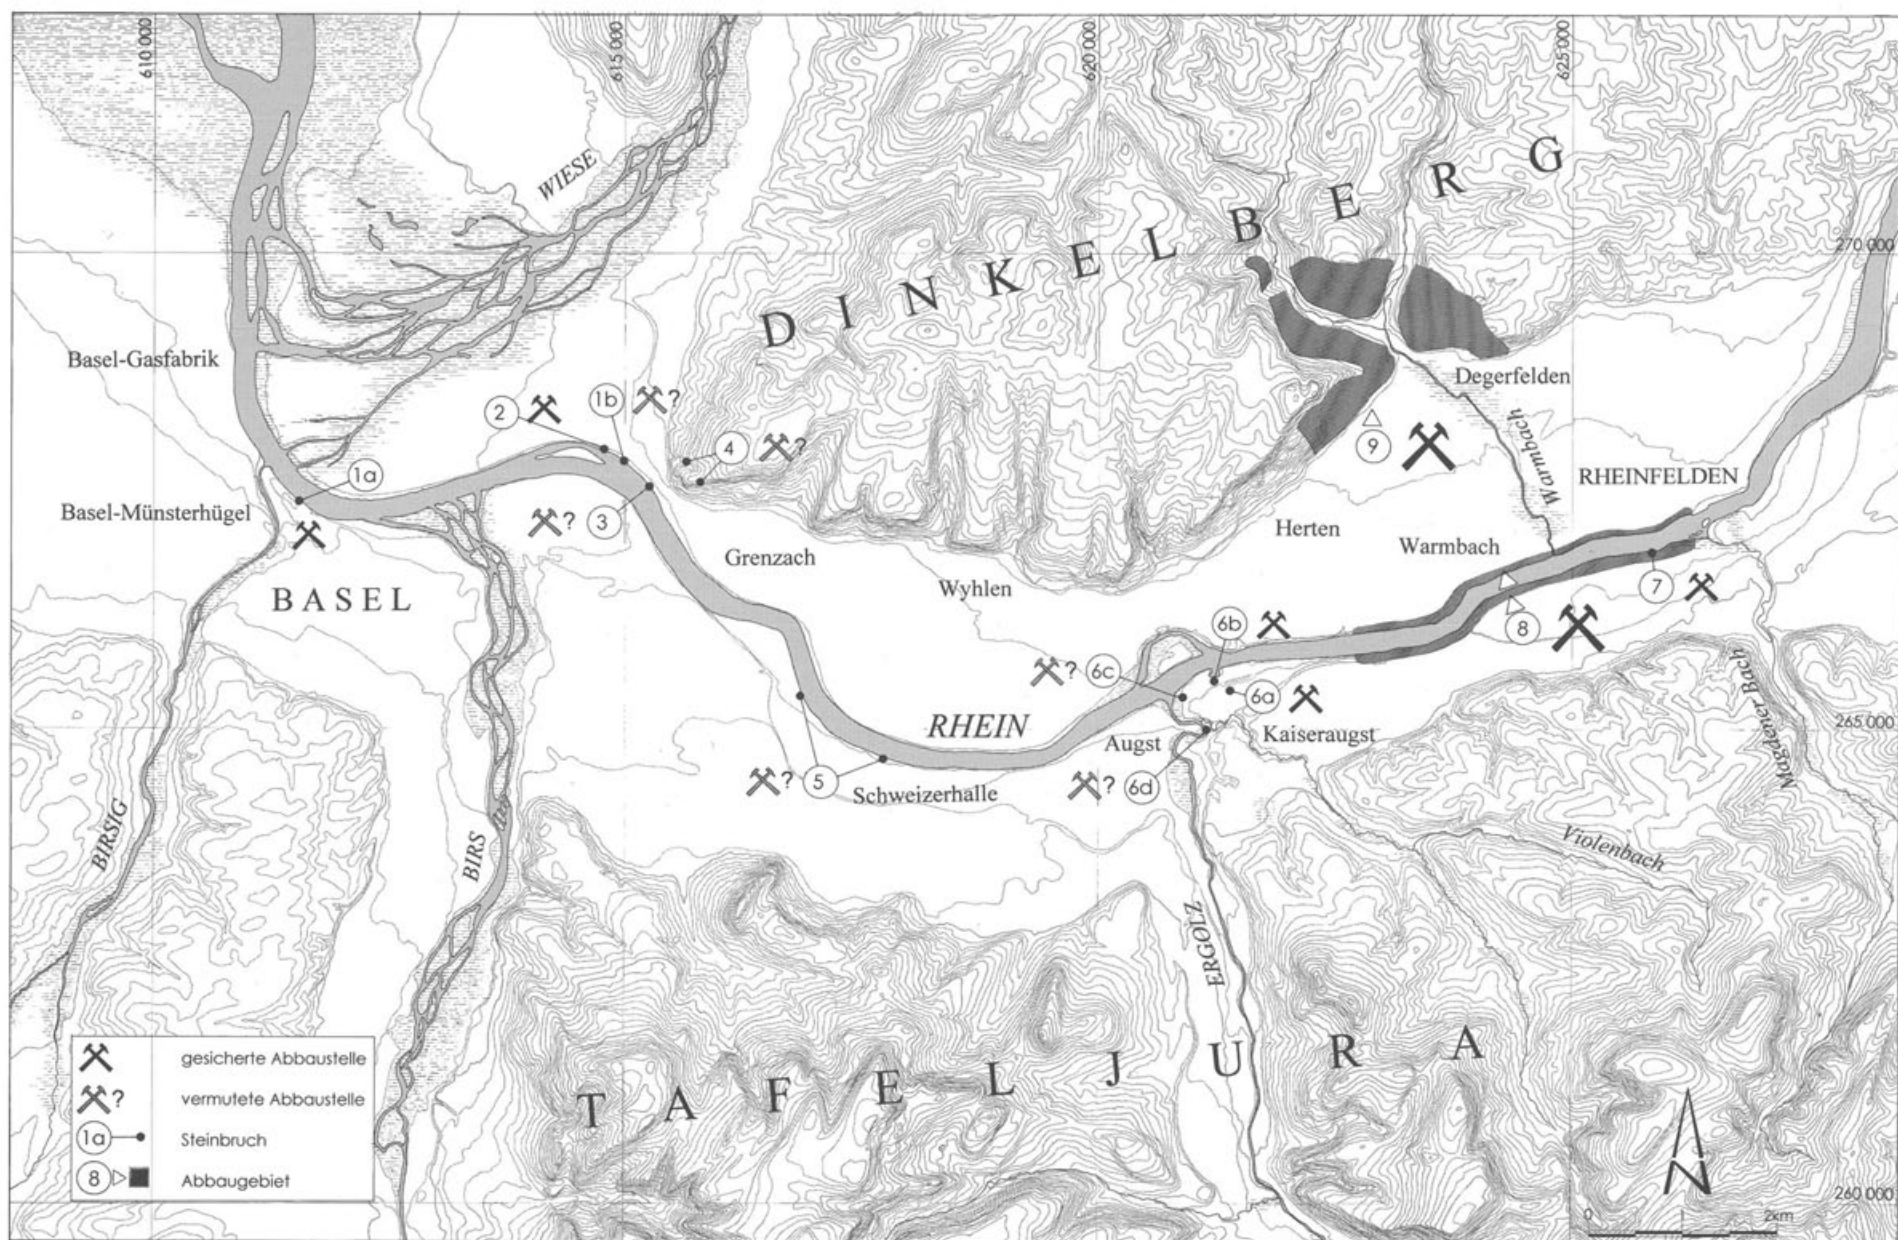 610 000
615 000
620 000
625 000
WIESE
DINKELBERG
270 000
Basel-Gasfabrik
Degerfelden
2
1b
?
4
?
9
Warmbach
RHEINFELDEN
1a
Basel-Münsterhügel
?
3
Herten
Warmbach
Grenzach
Wyhlen
7
BASEL
6b
8
?
6c
6a
RHEIN
Augst
Kaiseraugst
265 000
Magdener Bach
?
5
Schweizerhalle
?
6d
BIRSIG
BIRS
Violenbach
ERGOLZ
TAFELJURA
gesicherte Abbaustelle
? vermutete Abbaustelle
1a Steinbruch
8 Abbaugebiet
N
260 000
0 2km